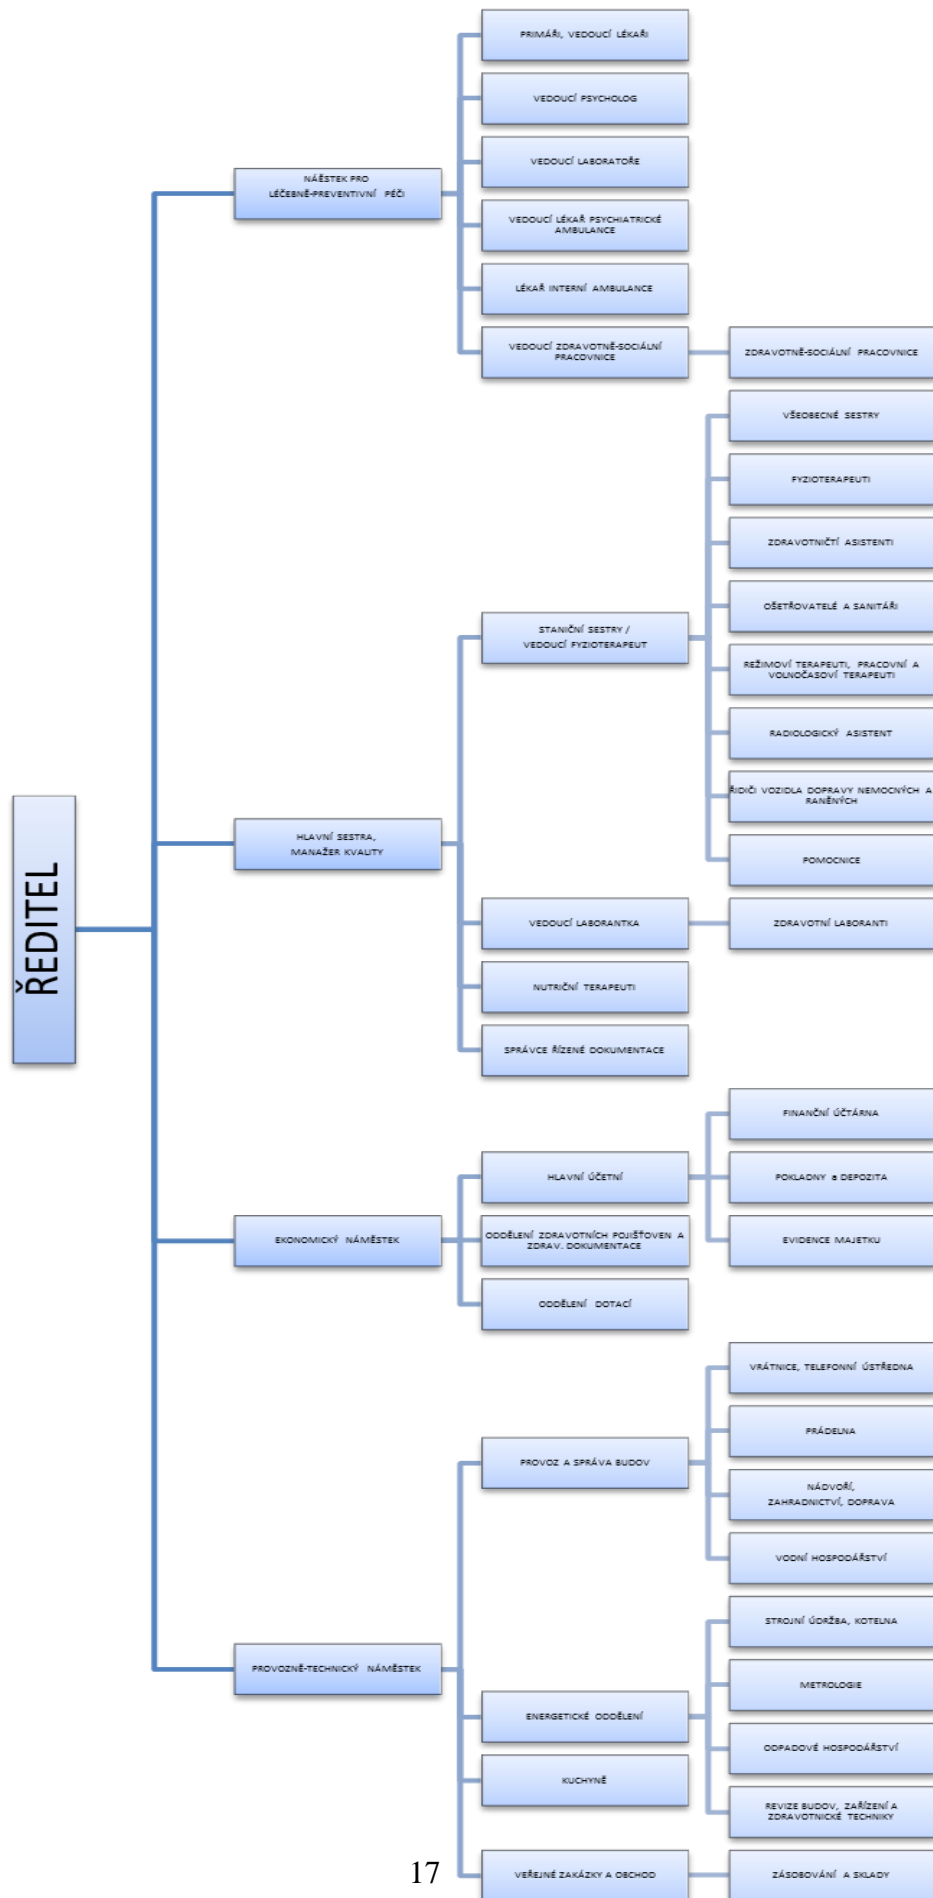 ŘEDITEL
NÁĚSTEK PRO
LÉČEBNĚ-PREVENTIVNÍ PÉČI
PRIMÁŘI, VEDOUCÍ LÉKAŘI
VEDOUCÍ PSYCHOLOG
VEDOUCÍ LABORATOŘE
VEDOUCÍ LÉKAŘ PSYCHIATRICKÉ
AMBULANCE
LÉKAŘ INTERNÍ AMBULANCE
VEDOUCÍ ZDRAVOTNĚ-SOCIÁLNÍ
PRACOVNICE
ZDRAVOTNĚ-SOCIÁLNÍ PRACOVNICE
HLAVNÍ SESTRA,
MANAŽER KVALITY
STANIČNÍ SESTRY /
VEDOUCÍ FYZIOTERAPEUT
VŠEOBECNÉ SESTRY
FYZIOTERAPEUTI
ZDRAVOTNIČTÍ ASISTENTI
OŠETŘOVATELÉ A SANITÁŘI
REŽIMOVÍ TERAPEUTI, PRACOVNÍ A
VOLNOČASOVÍ TERAPEUTI
RADIOLOGICKÝ ASISTENT
ŘIDIČI VOZIDLA DOPRAVY NEMOCNÝCH A
RANĚNÝCH
POMOCNICE
VEDOUCÍ LABORANTKA
ZDRAVOTNÍ LABORANTI
NUTRIČNÍ TERAPEUTI
SPRÁVCE ŘÍZENÉ DOKUMENTACE
EKONOMICKÝ NÁMĚSTEK
HLAVNÍ ÚČETNÍ
FINANČNÍ ÚČTÁRNA
POKLADNY a DEPOZITA
EVIDENCE MAJETKU
ODDĚLENÍ ZDRAVOTNÍCH POJIŠŤOVEN A
ZDRAV. DOKUMENTACE
ODDĚLENÍ DOTACÍ
PROVOZNĚ-TECHNICKÝ NÁMĚSTEK
PROVOZ A SPRÁVA BUDOV
VRÁTNICE, TELEFONNÍ ÚSTŘEDNA
PRÁDELNA
NÁDVOŘÍ,
ZAHRADNICTVÍ, DOPRAVA
VODNÍ HOSPODÁŘSTVÍ
ENERGETICKÉ ODDĚLENÍ
STROJNÍ ÚDRŽBA, KOTELNA
METROLOGIE
ODPADOVÉ HOSPODÁŘSTVÍ
REVIZE BUDOV, ZAŘÍZENÍ A
ZDRAVOTNICKÉ TECHNIKY
KUCHYNĚ
VEŘEJNÉ ZAKÁZKY A OBCHOD
ZÁSOBOVÁNÍ A SKLADY
17